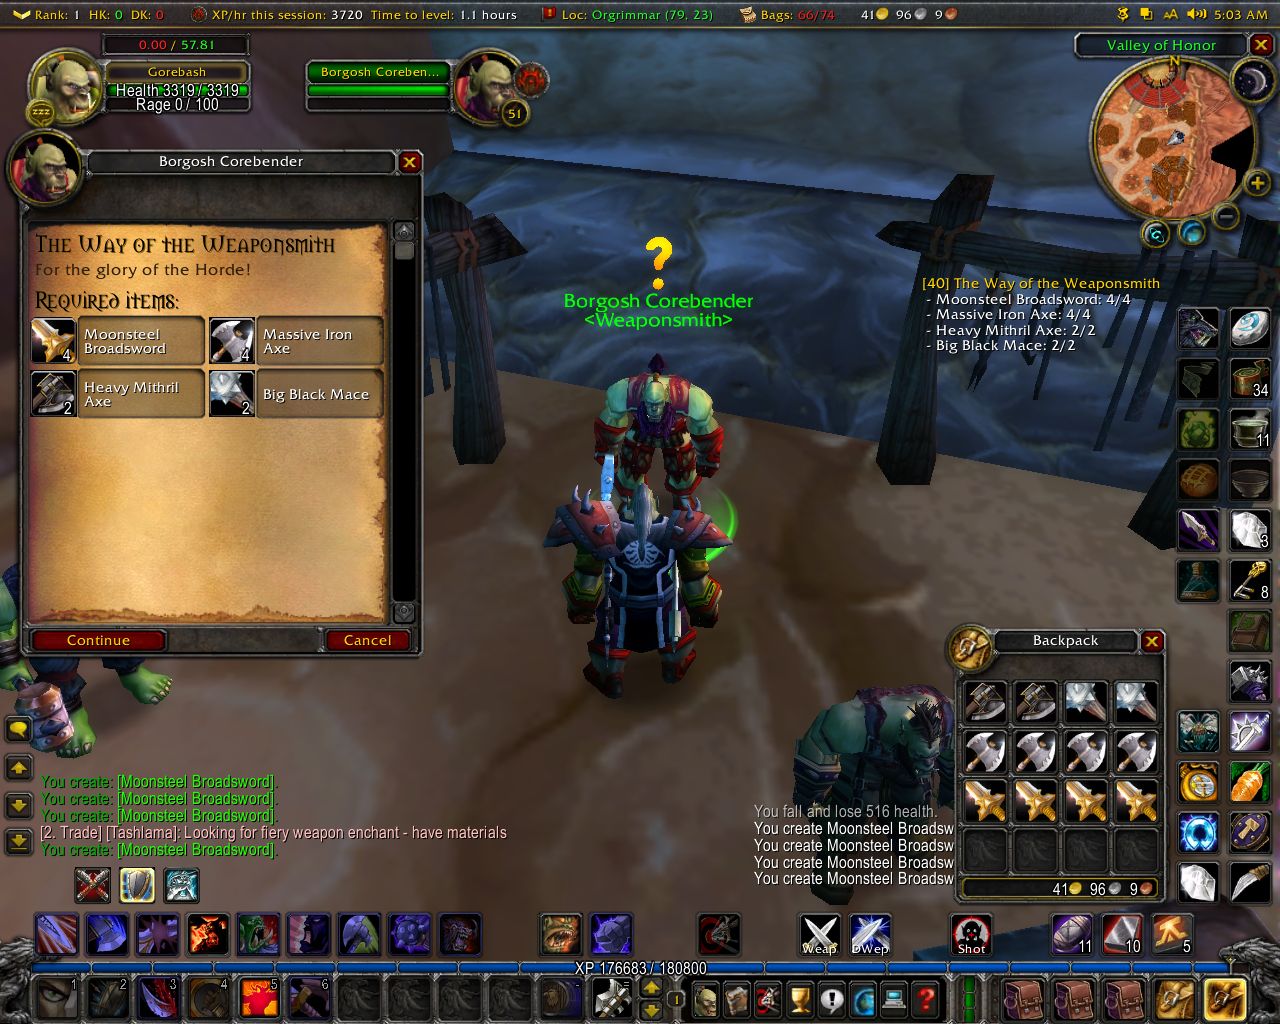 Rank: 1 HK: 0 DK: 0 XP/hr this session: 3720 Time to level: 1.1 hours Loc: Orgrimmar (79, 23) Bags: 66/74 41 96 9 5:03 AM
0.00 / 57.81
Gorebash
Health 3319 / 3319
Rage 0 / 100
zzz
Borgosh Coreben...
51
Valley of Honor
N
Borgosh Corebender
The Way of the Weaponsmith
For the glory of the Horde!
Required items:
4 Moonsteel Broadsword
4 Massive Iron Axe
2 Heavy Mithril Axe
2 Big Black Mace
Continue
Cancel
?
Borgosh Corebender
<Weaponsmith>
[40] The Way of the Weaponsmith
- Moonsteel Broadsword: 4/4
- Massive Iron Axe: 4/4
- Heavy Mithril Axe: 2/2
- Big Black Mace: 2/2
34
11
3
8
Backpack
41 96 9
You create: [Moonsteel Broadsword].
You create: [Moonsteel Broadsword].
You create: [Moonsteel Broadsword].
[2. Trade] [Tashlama]: Looking for fiery weapon enchant - have materials
You create: [Moonsteel Broadsword].
You fall and lose 516 health.
You create Moonsteel Broadsw
You create Moonsteel Broadsw
You create Moonsteel Broadsw
You create Moonsteel Broadsw
Weap
DWep
Shot
11
10
5
XP 176683 / 180800
1 2 3 4 5 6 - =
1